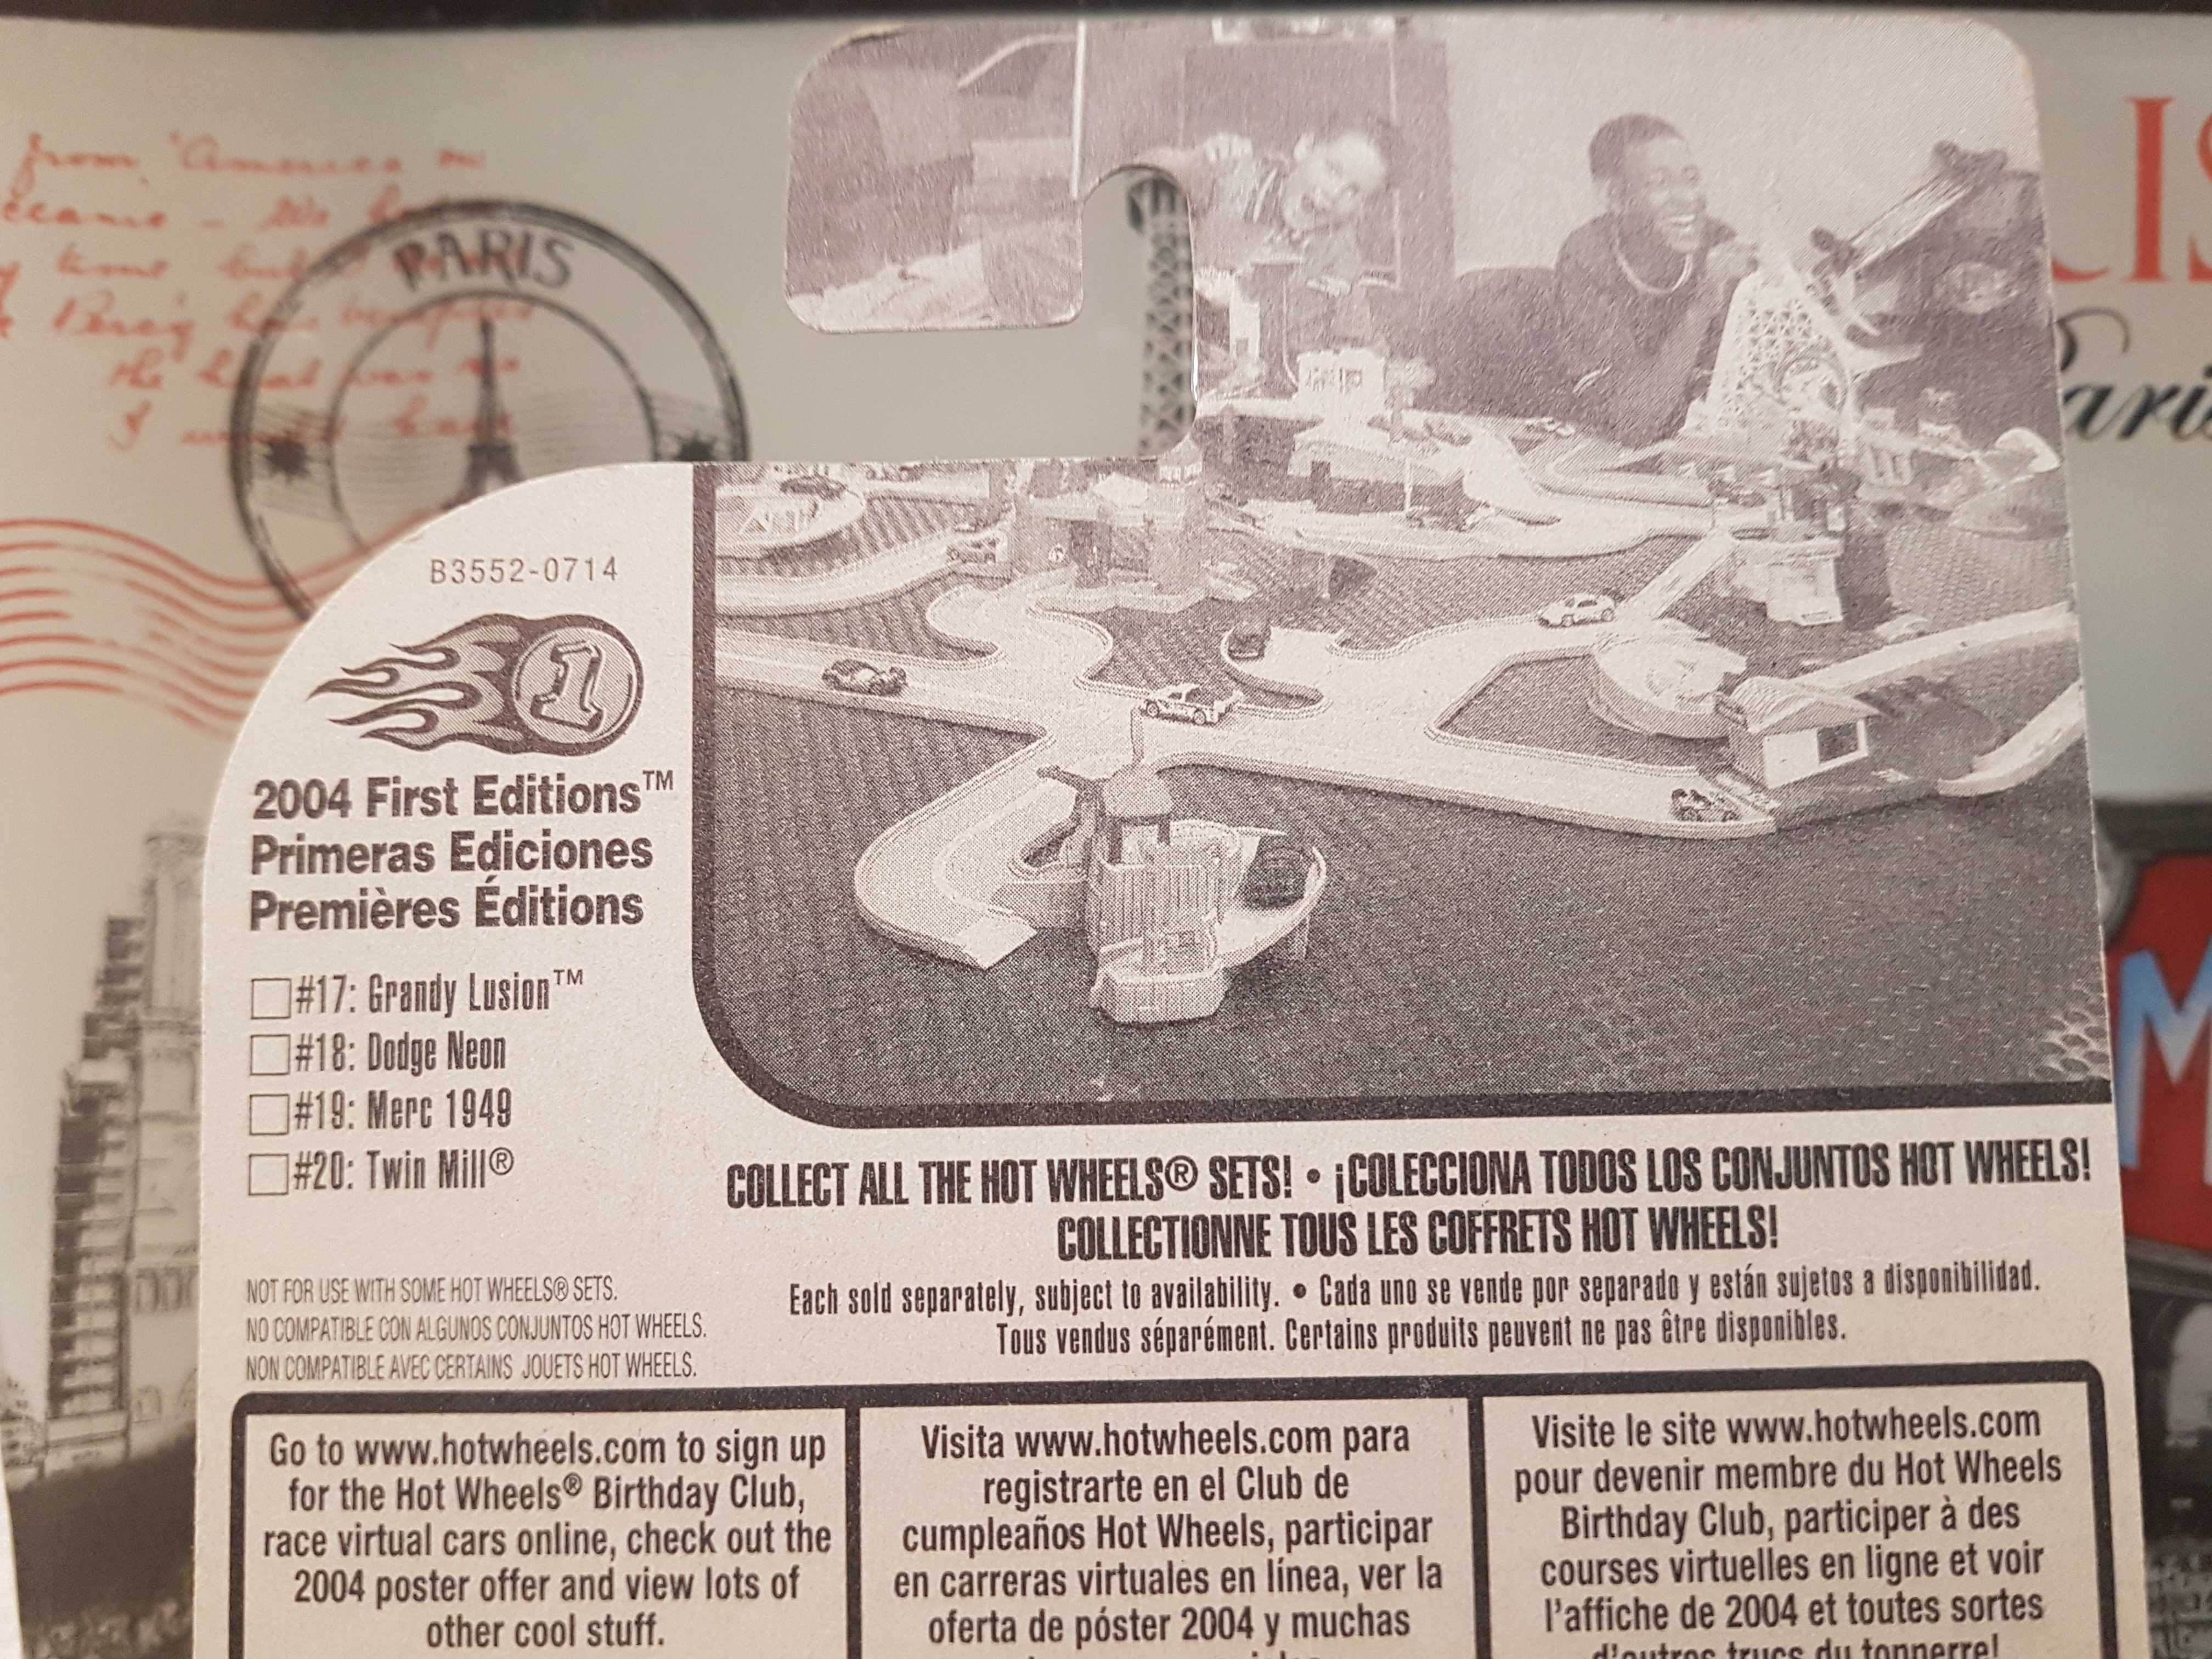 from America on
PARIS
IS
Paris
B3552-0714
1
2004 First Editions™
Primeras Ediciones
Premières Éditions
#17: Grandy Lusion™
#18: Dodge Neon
#19: Merc 1949
#20: Twin Mill®
NOT FOR USE WITH SOME HOT WHEELS® SETS.
NO COMPATIBLE CON ALGUNOS CONJUNTOS HOT WHEELS.
NON COMPATIBLE AVEC CERTAINS JOUETS HOT WHEELS.
COLLECT ALL THE HOT WHEELS® SETS! • ¡COLECCIONA TODOS LOS CONJUNTOS HOT WHEELS!
COLLECTIONNE TOUS LES COFFRETS HOT WHEELS!
Each sold separately, subject to availability. • Cada uno se vende por separado y están sujetos a disponibilidad.
Tous vendus séparément. Certains produits peuvent ne pas être disponibles.
Go to www.hotwheels.com to sign up
for the Hot Wheels® Birthday Club,
race virtual cars online, check out the
2004 poster offer and view lots of
other cool stuff.
Visita www.hotwheels.com para
registrarte en el Club de
cumpleaños Hot Wheels, participar
en carreras virtuales en línea, ver la
oferta de póster 2004 y muchas
Visite le site www.hotwheels.com
pour devenir membre du Hot Wheels
Birthday Club, participer à des
courses virtuelles en ligne et voir
l'affiche de 2004 et toutes sortes
d'autres trucs du tonnerre!
M